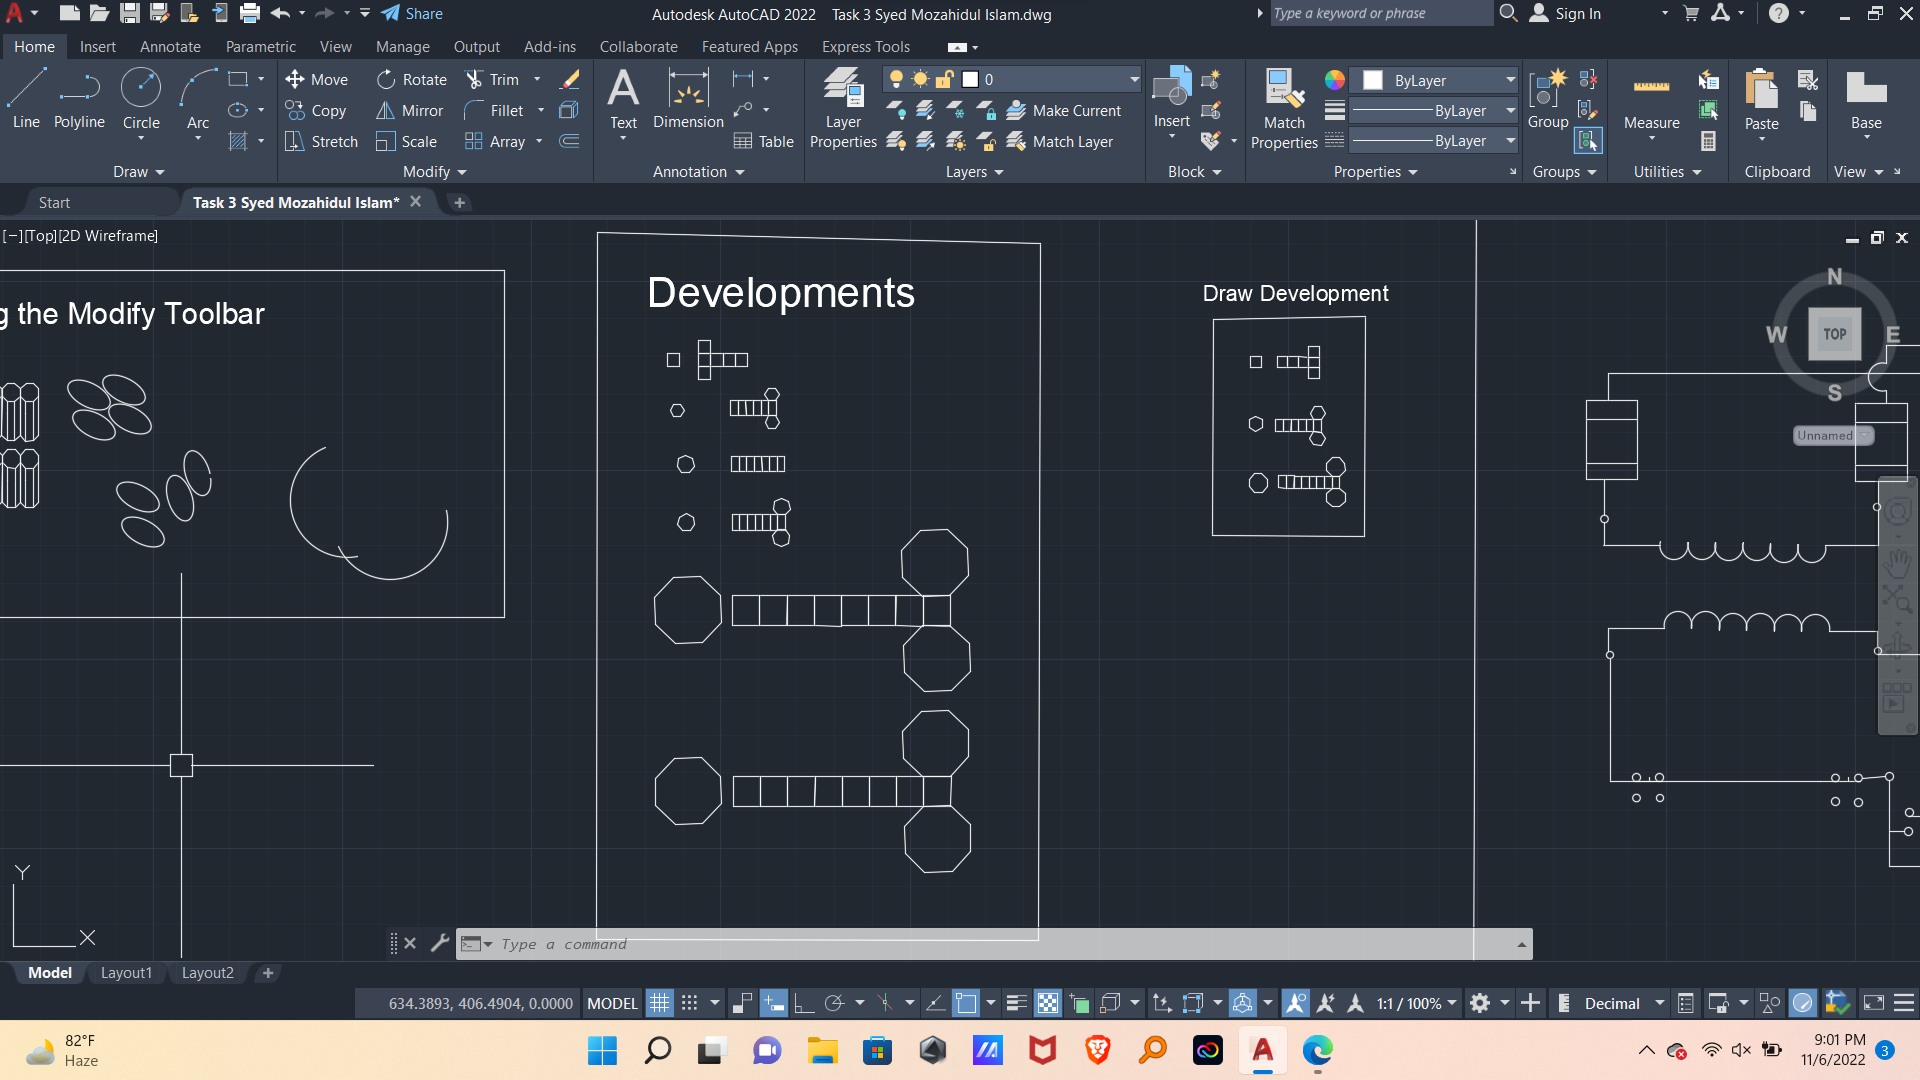 Share
Autodesk AutoCAD 2022 Task 3 Syed Mozahidul Islam.dwg
Type a keyword or phrase
Sign In
Home Insert Annotate Parametric View Manage Output Add-ins Collaborate Featured Apps Express Tools
Line Polyline Circle Arc
Move Rotate Trim
Copy Mirror Fillet
Stretch Scale Array
Text Dimension
Table
Layer
Properties
0
Make Current
Match Layer
Insert
Match
Properties
ByLayer
ByLayer
ByLayer
Group
Measure
Paste
Base
Draw Modify Annotation Layers Block Properties Groups Utilities Clipboard View
Start Task 3 Syed Mozahidul Islam*
[−][Top][2D Wireframe]
g the Modify Toolbar
Developments
Draw Development
N
W TOP E
S
Unnamed
Y
X
Type a command
Model Layout1 Layout2
634.3893, 406.4904, 0.0000 MODEL 1:1 / 100% Decimal
82°F
Haze
9:01 PM
11/6/2022
3